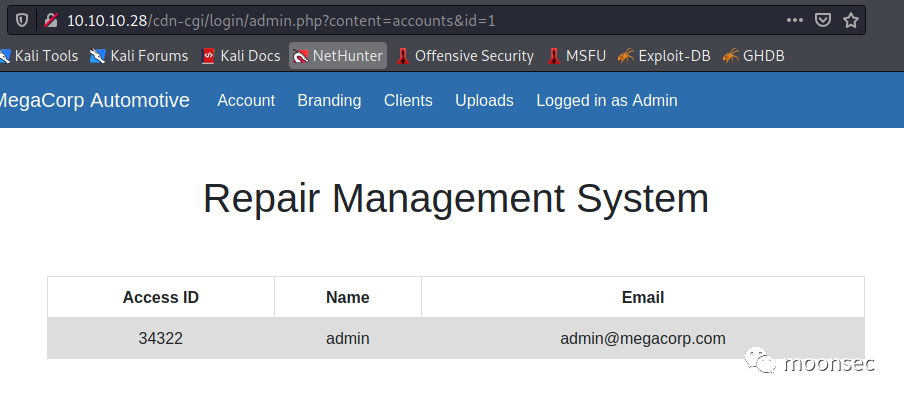 10.10.10.28/cdn-cgi/login/admin.php?content=accounts&id=1
Kali Tools Kali Forums Kali Docs NetHunter Offensive Security MSFU Exploit-DB GHDB
MegaCorp Automotive Account Branding Clients Uploads Logged in as Admin
Repair Management System
Access ID Name Email
34322 admin admin@megacorp.com
moonsec